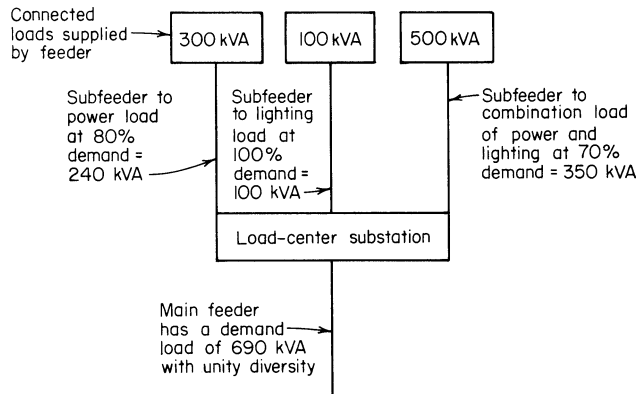 Connected
loads supplied
by feeder
300 kVA
100 kVA
500 kVA
Subfeeder to
power load
at 80%
demand =
240 kVA
Subfeeder
to lighting
load at
100%
demand =
100 kVA
Subfeeder to
combination load
of power and
lighting at 70%
demand = 350 kVA
Load-center substation
Main feeder
has a demand
load of 690 kVA
with unity diversity